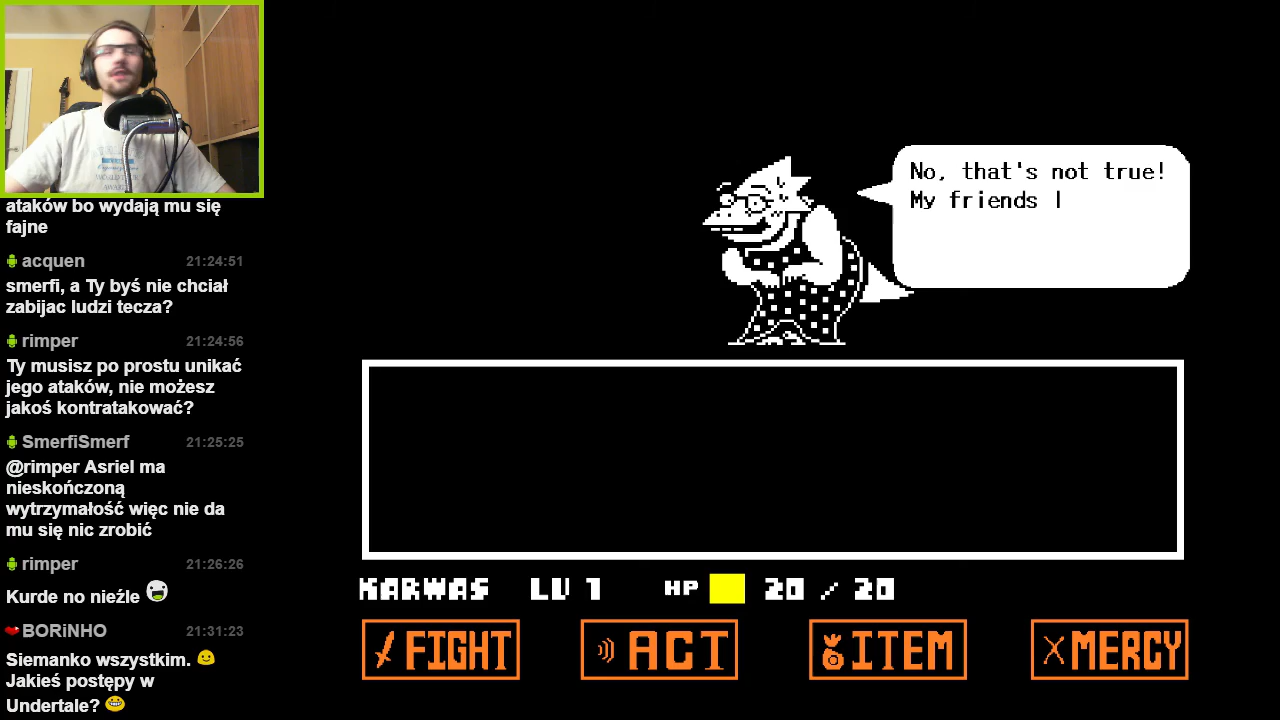 ataków bo wydają mu się
fajne
acquen 21:24:51
smerfi, a Ty byś nie chciał
zabijac ludzi tecza?
rimper 21:24:56
Ty musisz po prostu unikać
jego ataków, nie możesz
jakoś kontratakować?
SmerfiSmerf 21:25:25
@rimper Asriel ma
nieskończoną
wytrzymałość więc nie da
mu się nic zrobić
rimper 21:26:26
Kurde no nieźle
BORiNHO 21:31:23
Siemanko wszystkim.
Jakieś postępy w
Undertale?
No, that's not true!
My friends l
KARWAS LV 1 HP 20 / 20
FIGHT ACT ITEM MERCY